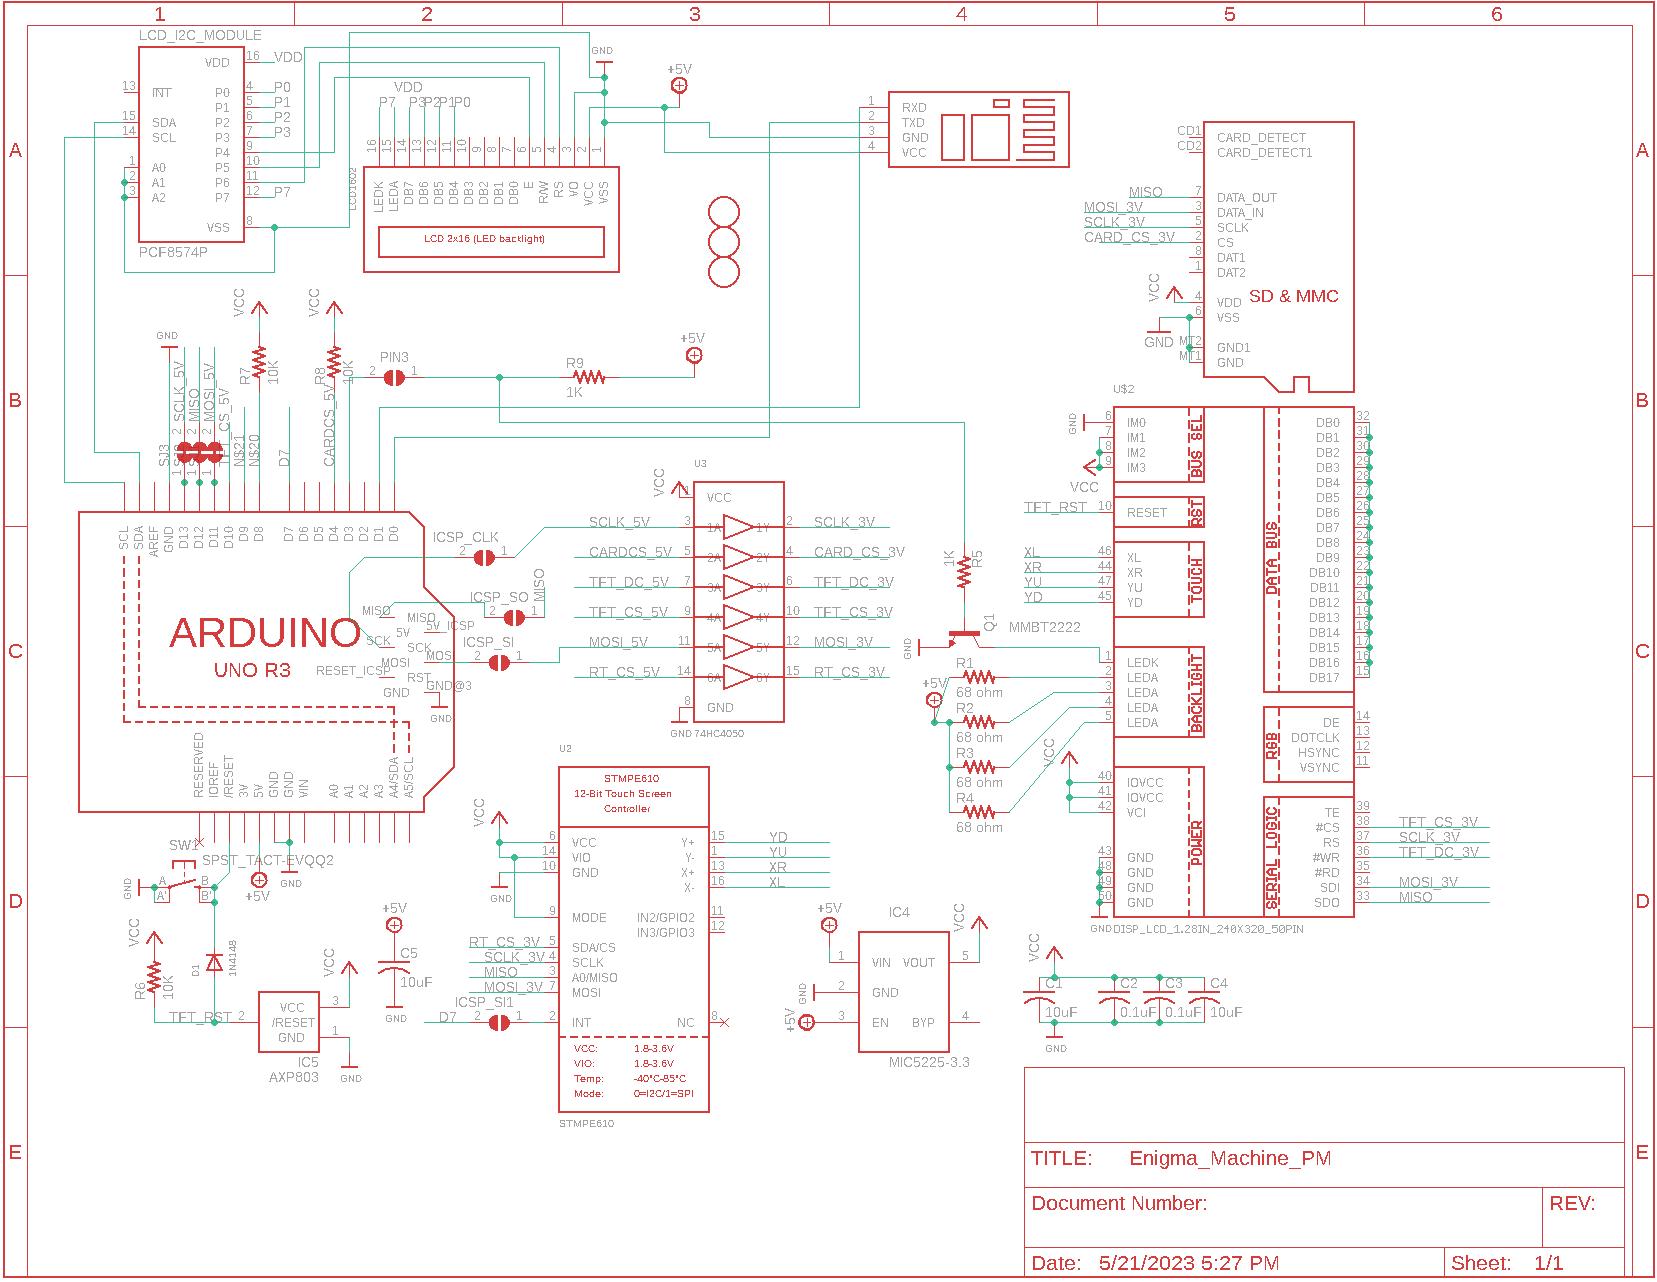 1 2 3 4 5 6
A
B
C
D
E
A
B
C
D
E
LCD_I2C_MODULE
VDD 16 VDD
13 INT
P0 4 P0
P1 5 P1
15 SDA
P2 6 P2
14 SCL
P3 7 P3
P4 9
1 A0
P5 10
2 A1
P6 11
3 A2
P7 12 P7
VSS 8
PCF8574P
VDD
P7 P3 P2 P1 P0
16 15 14 13 12 11 10 9 8 7 6 5 4 3 2 1
LEDK LEDA DB7 DB6 DB5 DB4 DB3 DB2 DB1 DB0 E R/W RS VO VCC VSS
LCD1602
LCD 2x16 (LED backlight)
GND
+5V
1 RXD
2 TXD
3 GND
4 VCC
CD1 CARD_DETECT
CD2 CARD_DETECT1
MISO 7 DATA_OUT
MOSI_3V 3 DATA_IN
SCLK_3V 5 SCLK
CARD_CS_3V 2 CS
8 DAT1
1 DAT2
VCC 4 VDD
6 VSS
GND MT2 GND1
MT1 GND
SD & MMC
GND
SCLK_5V
MISO
MOSI_5V
TFT_CS_5V
SJ3
N$21
N$20
D7
VCC
R7
10K
VCC
R8
10K
CARDCS_5V
PIN3
2 1
R9
1K
+5V
SCL SDA AREF GND D13 D12 D11 D10 D9 D8 D7 D6 D5 D4 D3 D2 D1 D0
ARDUINO
UNO R3
MISO
MISO
5V
5V_ICSP
SCK
SCK
MOSI
MOSI
RESET_ICSP
RST
GND
GND@3
GND
RESERVED IOREF /RESET 3V 5V GND GND VIN A0 A1 A2 A3 A4/SDA A5/SCL
ICSP_CLK
2 1
ICSP_SO
2 1
MISO
ICSP_SI
2 1
U3
VCC
1 VCC
SCLK_5V 3 1A 1Y 2 SCLK_3V
CARDCS_5V 5 2A 2Y 4 CARD_CS_3V
TFT_DC_5V 7 3A 3Y 6 TFT_DC_3V
TFT_CS_5V 9 4A 4Y 10 TFT_CS_3V
MOSI_5V 11 5A 5Y 12 MOSI_3V
RT_CS_5V 14 6A 6Y 15 RT_CS_3V
8 GND
GND 74HC4050
1K
R5
Q1
MMBT2222
GND
+5V
R1
68 ohm
R2
68 ohm
R3
68 ohm
R4
68 ohm
U$2
GND
6 IM0
7 IM1
8 IM2
9 IM3
VCC
BUS SEL
TFT_RST 10 RESET
RST
XL 46 XL
XR 44 XR
YU 47 YU
YD 45 YD
TOUCH
1 LEDK
2 LEDA
3 LEDA
4 LEDA
5 LEDA
BACKLIGHT
VCC
40 IOVCC
41 IOVCC
42 VCI
43 GND
48 GND
49 GND
50 GND
POWER
GND
DISP_LCD_1.28IN_240X320_50PIN
DATA BUS
DB0 32
DB1 31
DB2 30
DB3 29
DB4 28
DB5 27
DB6 26
DB7 25
DB8 24
DB9 23
DB10 22
DB11 21
DB12 20
DB13 19
DB14 18
DB15 17
DB16 16
DB17 15
RGB
DE 14
DOTCLK 13
HSYNC 12
VSYNC 11
SERIAL LOGIC
TE 39
#CS 38 TFT_CS_3V
RS 37 SCLK_3V
#WR 36 TFT_DC_3V
#RD 35
SDI 34 MOSI_3V
SDO 33 MISO
SW1
SPST_TACT-EVQQ2
GND
A B
A' B'
+5V
GND
VCC
R6
10K
D1
1N4148
TFT_RST 2
VCC 3
/RESET
GND 1
IC5
AXP803
VCC
GND
+5V
C5
10uF
GND
U2
STMPE610
12-Bit Touch Screen
Controller
VCC
GND
6 VCC
14 VIO
10 GND
9 MODE
RT_CS_3V 5 SDA/CS
SCLK_3V 4 SCLK
MISO 3 A0/MISO
MOSI_3V 7 MOSI
ICSP_SI1
D7 2 1 2 INT
Y+ 15 YD
Y- 1 YU
X+ 13 XR
X- 16 XL
IN2/GPIO2 11
IN3/GPIO3 12
NC 8
VCC: 1.8-3.6V
VIO: 1.8-3.6V
Temp: -40°C-85°C
Mode: 0=I2C/1=SPI
STMPE610
+5V
IC4
VCC
1 VIN VOUT 5
GND 2 GND
+5V 3 EN BYP 4
MIC5225-3.3
VCC
C1 C2 C3 C4
10uF 0.1uF 0.1uF 10uF
GND
TITLE: Enigma_Machine_PM
Document Number:
REV:
Date: 5/21/2023 5:27 PM
Sheet: 1/1